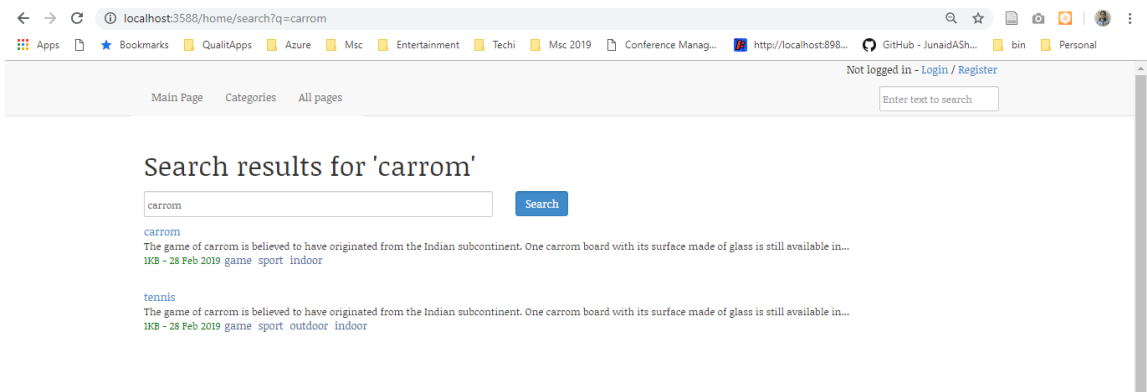 localhost:3588/home/search?q=carrom
Apps Bookmarks QualitApps Azure Msc Entertainment Techi Msc 2019 Conference Manag... http://localhost:898... GitHub - JunaidASh... bin Personal
Not logged in - Login / Register
Main Page Categories All pages Enter text to search
Search results for 'carrom'
carrom Search
carrom
The game of carrom is believed to have originated from the Indian subcontinent. One carrom board with its surface made of glass is still available in...
1KB - 28 Feb 2019 game sport indoor
tennis
The game of carrom is believed to have originated from the Indian subcontinent. One carrom board with its surface made of glass is still available in...
1KB - 28 Feb 2019 game sport outdoor indoor